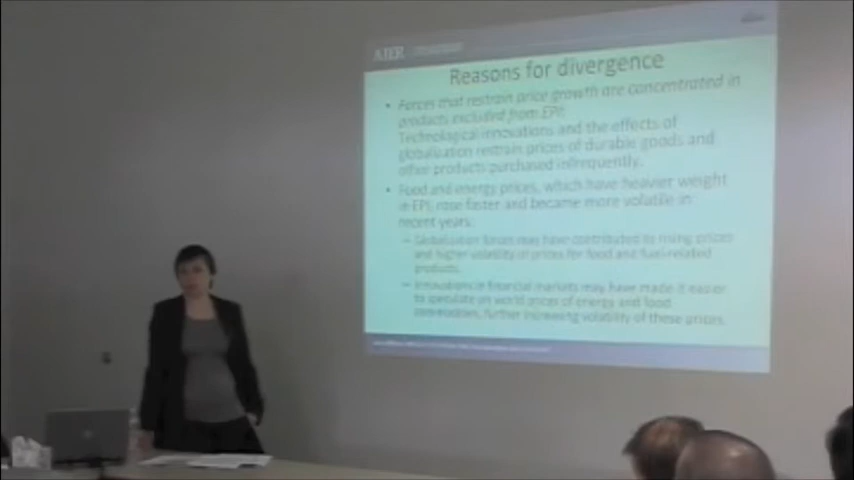 AIER
Reasons for divergence
• Forces that restrain price growth are concentrated in
products excluded from EPI:
Technological innovations and the effects of
globalization restrain prices of durable goods and
other products purchased infrequently.
• Food and energy prices, which have heavier weight
in EPI, rose faster and became more volatile in
recent years:
– Globalization forces may have contributed to rising prices
and higher volatility of prices for food and fuel-related
products.
– Innovations in financial markets may have made it easier
to speculate on world prices of energy and food
commodities, further increasing volatility of these prices.